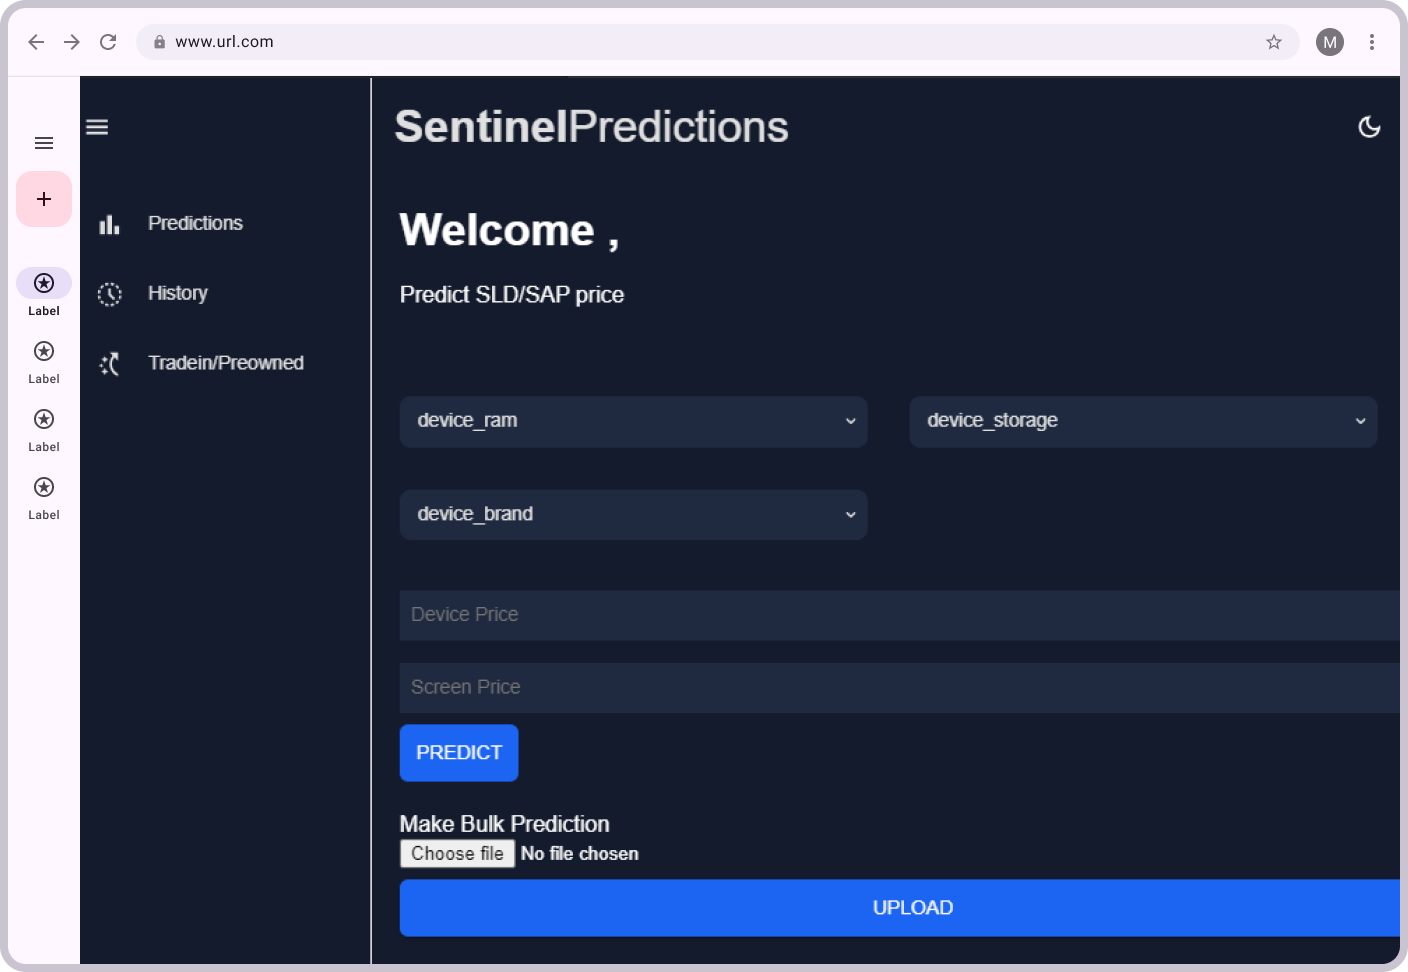 www.url.com
M
Label
Label
Label
Label
SentinelPredictions
Predictions
History
Tradein/Preowned
Welcome ,
Predict SLD/SAP price
device_ram
device_storage
device_brand
Device Price
Screen Price
PREDICT
Make Bulk Prediction
Choose file No file chosen
UPLOAD